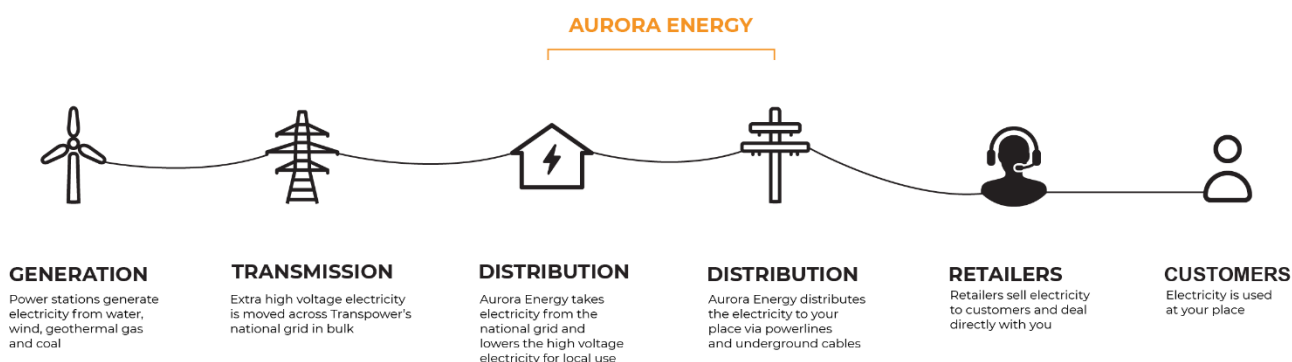 AURORA ENERGY
GENERATION
Power stations generate
electricity from water,
wind, geothermal gas
and coal
TRANSMISSION
Extra high voltage electricity
is moved across Transpower's
national grid in bulk
DISTRIBUTION
Aurora Energy takes
electricity from the
national grid and
lowers the high voltage
electricity for local use
DISTRIBUTION
Aurora Energy distributes
the electricity to your
place via powerlines
and underground cables
RETAILERS
Retailers sell electricity
to customers and deal
directly with you
CUSTOMERS
Electricity is used
at your place